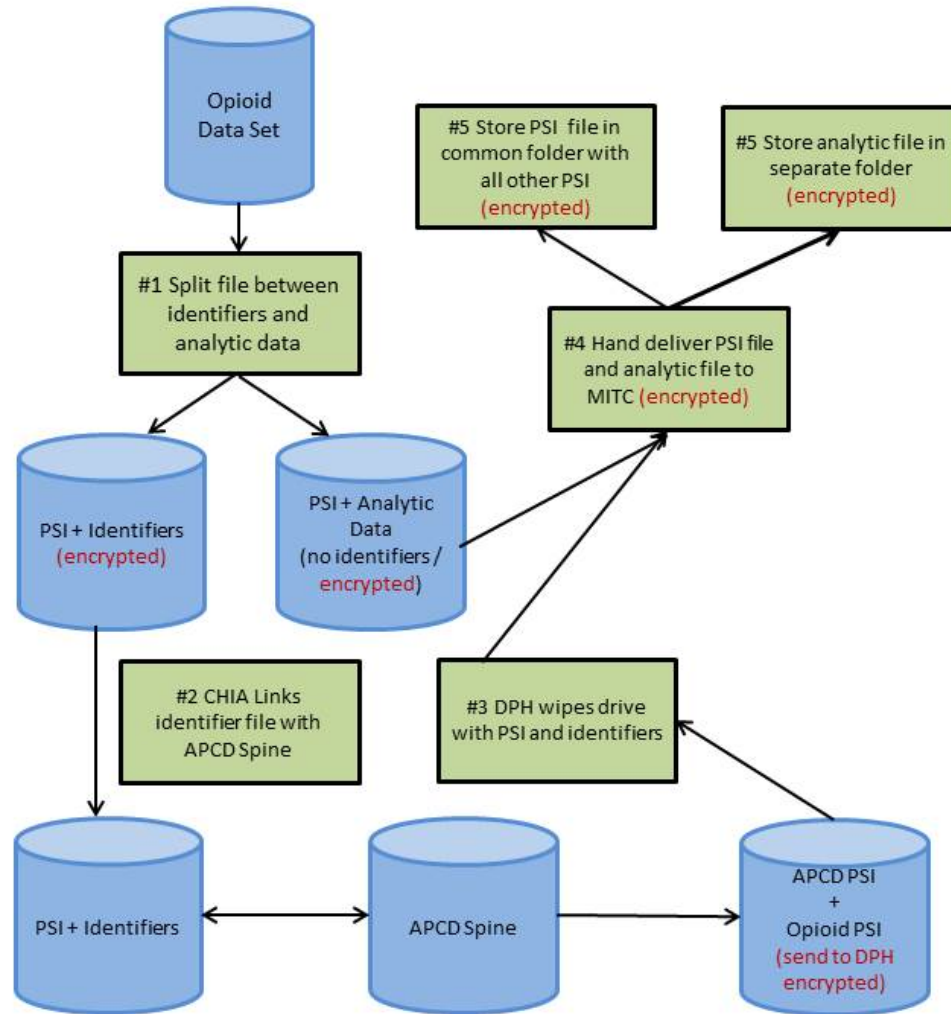 Opioid
Data Set
#1 Split file between
identifiers and
analytic data
PSI + Identifiers
(encrypted)
PSI + Analytic
Data
(no identifiers /
encrypted)
#2 CHIA Links
identifier file with
APCD Spine
PSI + Identifiers
APCD Spine
APCD PSI
+
Opioid PSI
(send to DPH
encrypted)
#3 DPH wipes drive
with PSI and identifiers
#4 Hand deliver PSI file
and analytic file to
MITC (encrypted)
#5 Store PSI file in
common folder with
all other PSI
(encrypted)
#5 Store analytic file in
separate folder
(encrypted)